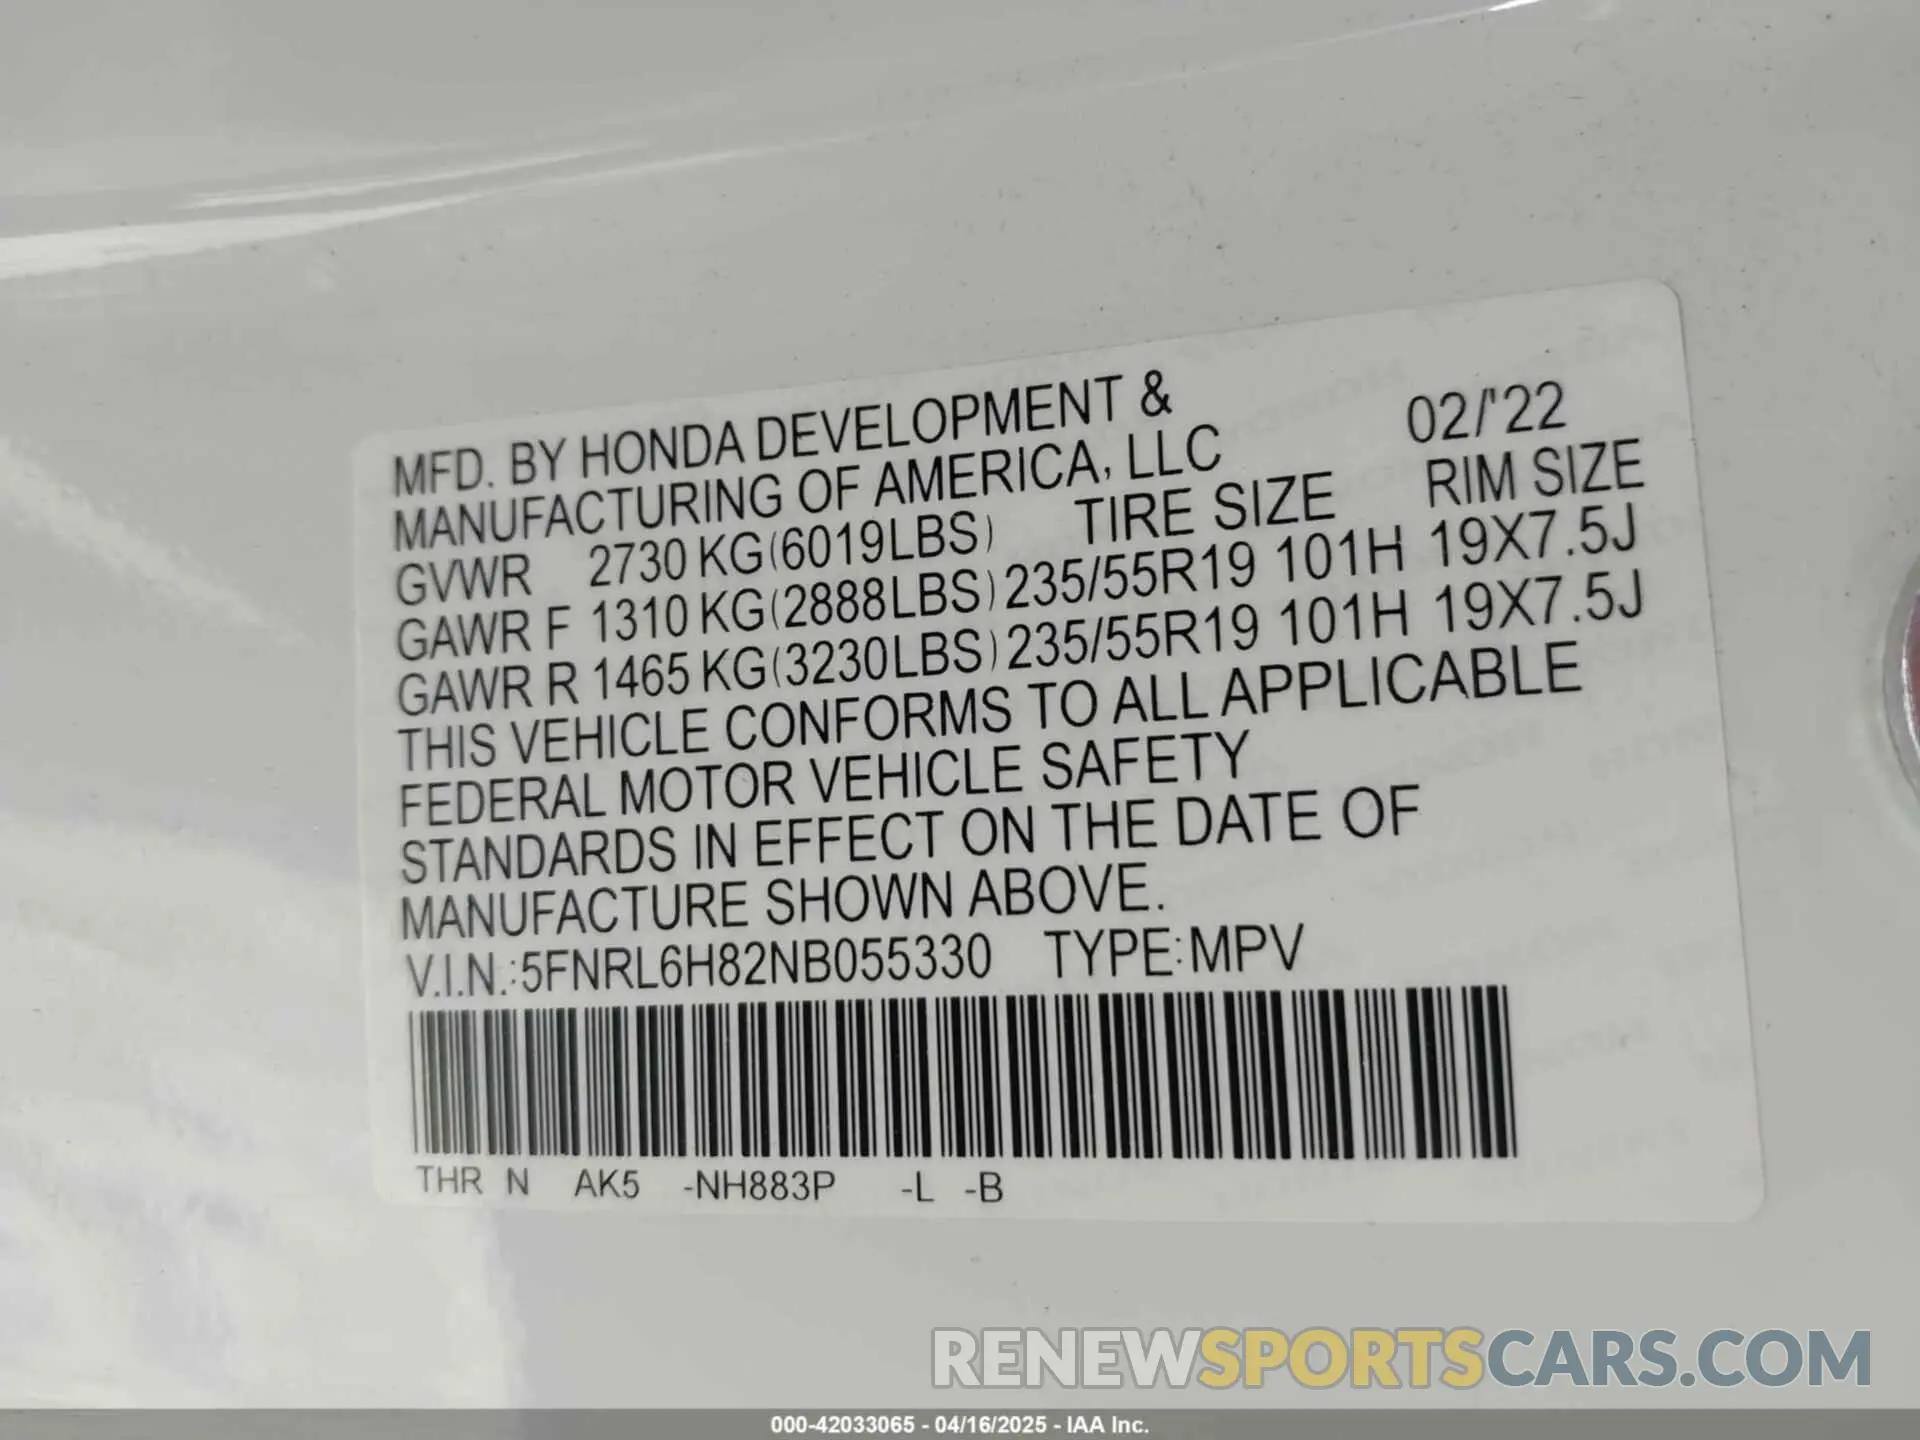 MFD. BY HONDA DEVELOPMENT &
MANUFACTURING OF AMERICA, LLC 02/'22
GVWR 2730 KG(6019LBS) TIRE SIZE RIM SIZE
GAWR F 1310 KG(2888LBS) 235/55R19 101H 19X7.5J
GAWR R 1465 KG(3230LBS) 235/55R19 101H 19X7.5J
THIS VEHICLE CONFORMS TO ALL APPLICABLE
FEDERAL MOTOR VEHICLE SAFETY
STANDARDS IN EFFECT ON THE DATE OF
MANUFACTURE SHOWN ABOVE.
V.I.N.:5FNRL6H82NB055330 TYPE:MPV
THR N AK5 -NH883P -L -B
RENEWSPORTSCARS.COM
000-42033065 - 04/16/2025 - IAA Inc.